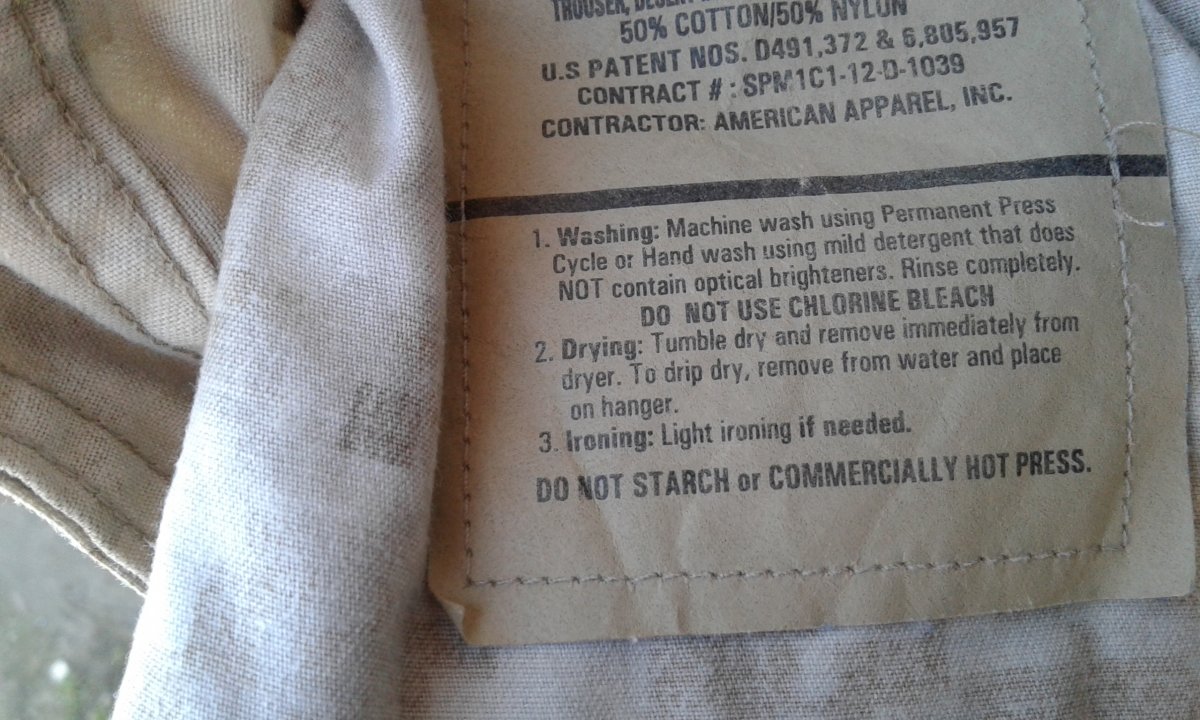 TROUSER, DESERT
50% COTTON/50% NYLON
U.S PATENT NOS. D491,372 & 6,805,957
CONTRACT # : SPM1C1-12-D-1039
CONTRACTOR: AMERICAN APPAREL, INC.
1. Washing: Machine wash using Permanent Press
Cycle or Hand wash using mild detergent that does
NOT contain optical brighteners. Rinse completely.
DO NOT USE CHLORINE BLEACH
2. Drying: Tumble dry and remove immediately from
dryer. To drip dry, remove from water and place
on hanger.
3. Ironing: Light ironing if needed.
DO NOT STARCH or COMMERCIALLY HOT PRESS.